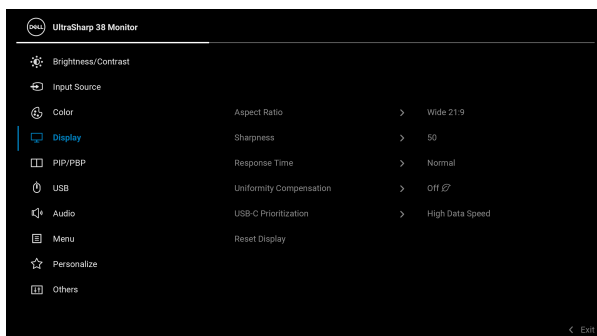 DELL UltraSharp 38 Monitor
Brightness/Contrast
Input Source
Color Aspect Ratio > Wide 21:9
Display Sharpness > 50
PIP/PBP Response Time > Normal
USB Uniformity Compensation > Off
Audio USB-C Prioritization > High Data Speed
Menu Reset Display
Personalize
Others
< Exit